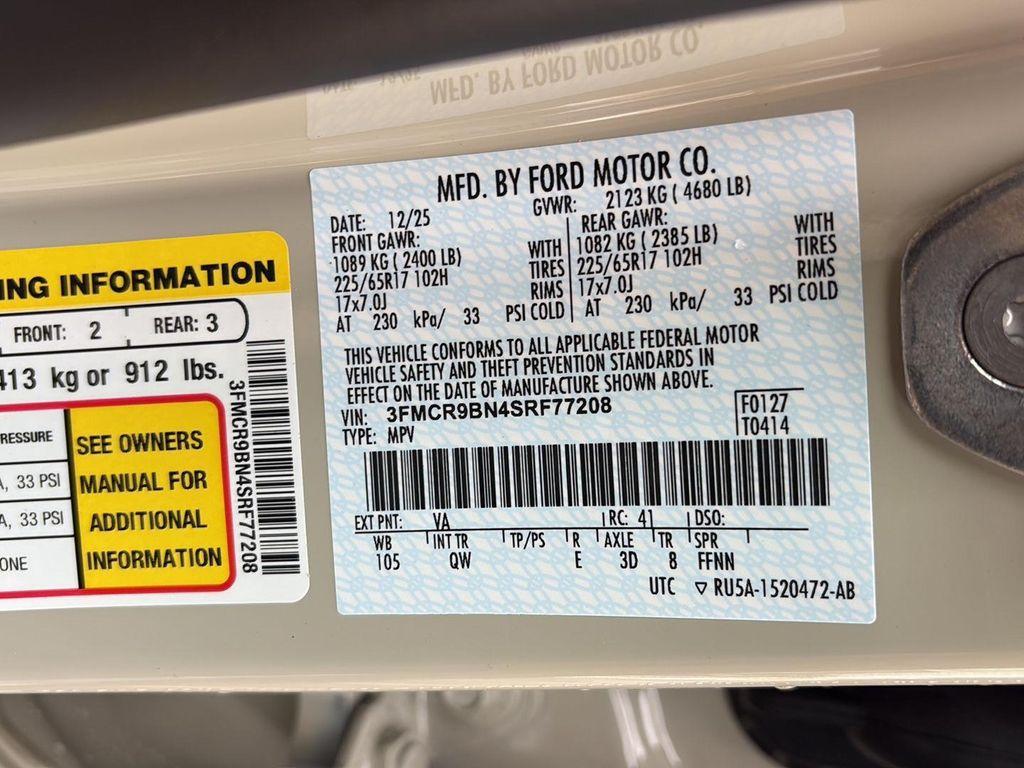 MFD. BY FORD MOTOR CO.
MFD. BY FORD MOTOR CO.
DATE: 12/25 GVWR: 2123 KG ( 4680 LB)
FRONT GAWR: REAR GAWR:
1089 KG ( 2400 LB) WITH 1082 KG ( 2385 LB) WITH
225/65R17 102H TIRES 225/65R17 102H TIRES
17x7.0J RIMS 17x7.0J RIMS
AT 230 kPa/ 33 PSI COLD AT 230 kPa/ 33 PSI COLD
THIS VEHICLE CONFORMS TO ALL APPLICABLE FEDERAL MOTOR
VEHICLE SAFETY AND THEFT PREVENTION STANDARDS IN
EFFECT ON THE DATE OF MANUFACTURE SHOWN ABOVE.
VIN: 3FMCR9BN4SRF77208 F0127
TYPE: MPV T0414
EXT PNT: VA RC: 41 DSO:
WB INT TR TP/PS R AXLE TR SPR
105 QW E 3D 8 FFNN
UTC ▽ RU5A-1520472-AB
ING INFORMATION
FRONT: 2 REAR: 3
413 kg or 912 lbs.
3FMCR9BN4SRF77208
RESSURE
A, 33 PSI
A, 33 PSI
ONE
SEE OWNERS
MANUAL FOR
ADDITIONAL
INFORMATION